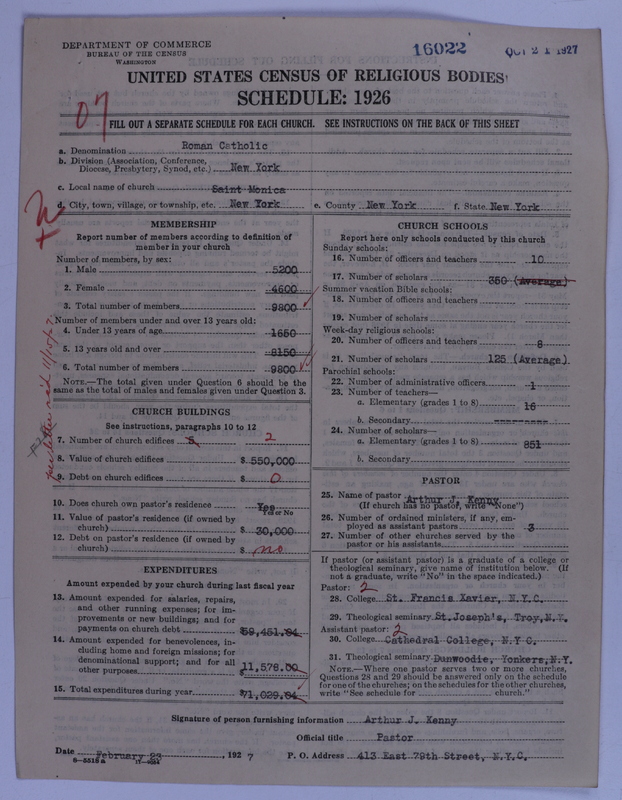 DEPARTMENT OF COMMERCE
BUREAU OF THE CENSUS
WASHINGTON
16022
OCT 21 1927
UNITED STATES CENSUS OF RELIGIOUS BODIES
SCHEDULE: 1926
07
FILL OUT A SEPARATE SCHEDULE FOR EACH CHURCH. SEE INSTRUCTIONS ON THE BACK OF THIS SHEET
a. Denomination Roman Catholic
b. Division (Association, Conference,
Diocese, Presbytery, Synod, etc.) New York
c. Local name of church Saint Monica
d. City, town, village, or township, etc. New York e. County New York f. State New York
MEMBERSHIP
Report number of members according to definition of
member in your church
Number of members, by sex:
1. Male 5200
2. Female 4600
3. Total number of members 9800
Number of members under and over 13 years old:
4. Under 13 years of age 1650
5. 13 years old and over 8150
6. Total number of members 9800
NOTE.—The total given under Question 6 should be the
same as the total of males and females given under Question 3.
CHURCH BUILDINGS
See instructions, paragraphs 10 to 12
7. Number of church edifices 5 2
8. Value of church edifices $ 550,000
9. Debt on church edifices $ 0
10. Does church own pastor's residence Yes
Yes or No
11. Value of pastor's residence (if owned by
church) $ 30,000
12. Debt on pastor's residence (if owned by
church) $ no
EXPENDITURES
Amount expended by your church during last fiscal year
13. Amount expended for salaries, repairs,
and other running expenses; for im-
provements or new buildings; and for
payments on church debt $59,451.84
14. Amount expended for benevolences, in-
cluding home and foreign missions; for
denominational support; and for all
other purposes $11,578.00
15. Total expenditures during year $71,029.84
CHURCH SCHOOLS
Report here only schools conducted by this church
Sunday schools:
16. Number of officers and teachers 10
17. Number of scholars 350 (Average)
Summer vacation Bible schools:
18. Number of officers and teachers
19. Number of scholars
Week-day religious schools:
20. Number of officers and teachers 8
21. Number of scholars 125 (Average)
Parochial schools:
22. Number of administrative officers 1
23. Number of teachers—
a. Elementary (grades 1 to 8) 16
b. Secondary
24. Number of scholars—
a. Elementary (grades 1 to 8) 851
b. Secondary
PASTOR
25. Name of pastor Arthur J. Kenny
(If church has no pastor, write "None")
26. Number of ordained ministers, if any, em-
ployed as assistant pastors 3
27. Number of other churches served by the
pastor or his assistants
If pastor (or assistant pastor) is a graduate of a college or
theological seminary, give name of institution below. (If
not a graduate, write "No" in the space indicated.)
Pastor: 2
28. College St. Francis Xavier, N.Y.C.
29. Theological seminary St. Joseph's, Troy, N.Y.
Assistant pastor: 2
30. College Cathedral College, N.Y C.
31. Theological seminary Dunwoodie, Yonkers, N.Y.
NOTE.—Where one pastor serves two or more churches,
Questions 28 and 29 should be answered only on the schedule
for one of the churches; on the schedules for the other churches,
write "See schedule for church."
Signature of person furnishing information Arthur J. Kenny
Official title Pastor
Date February 23, 1927 P. O. Address 413 East 79th Street, N.Y.C.